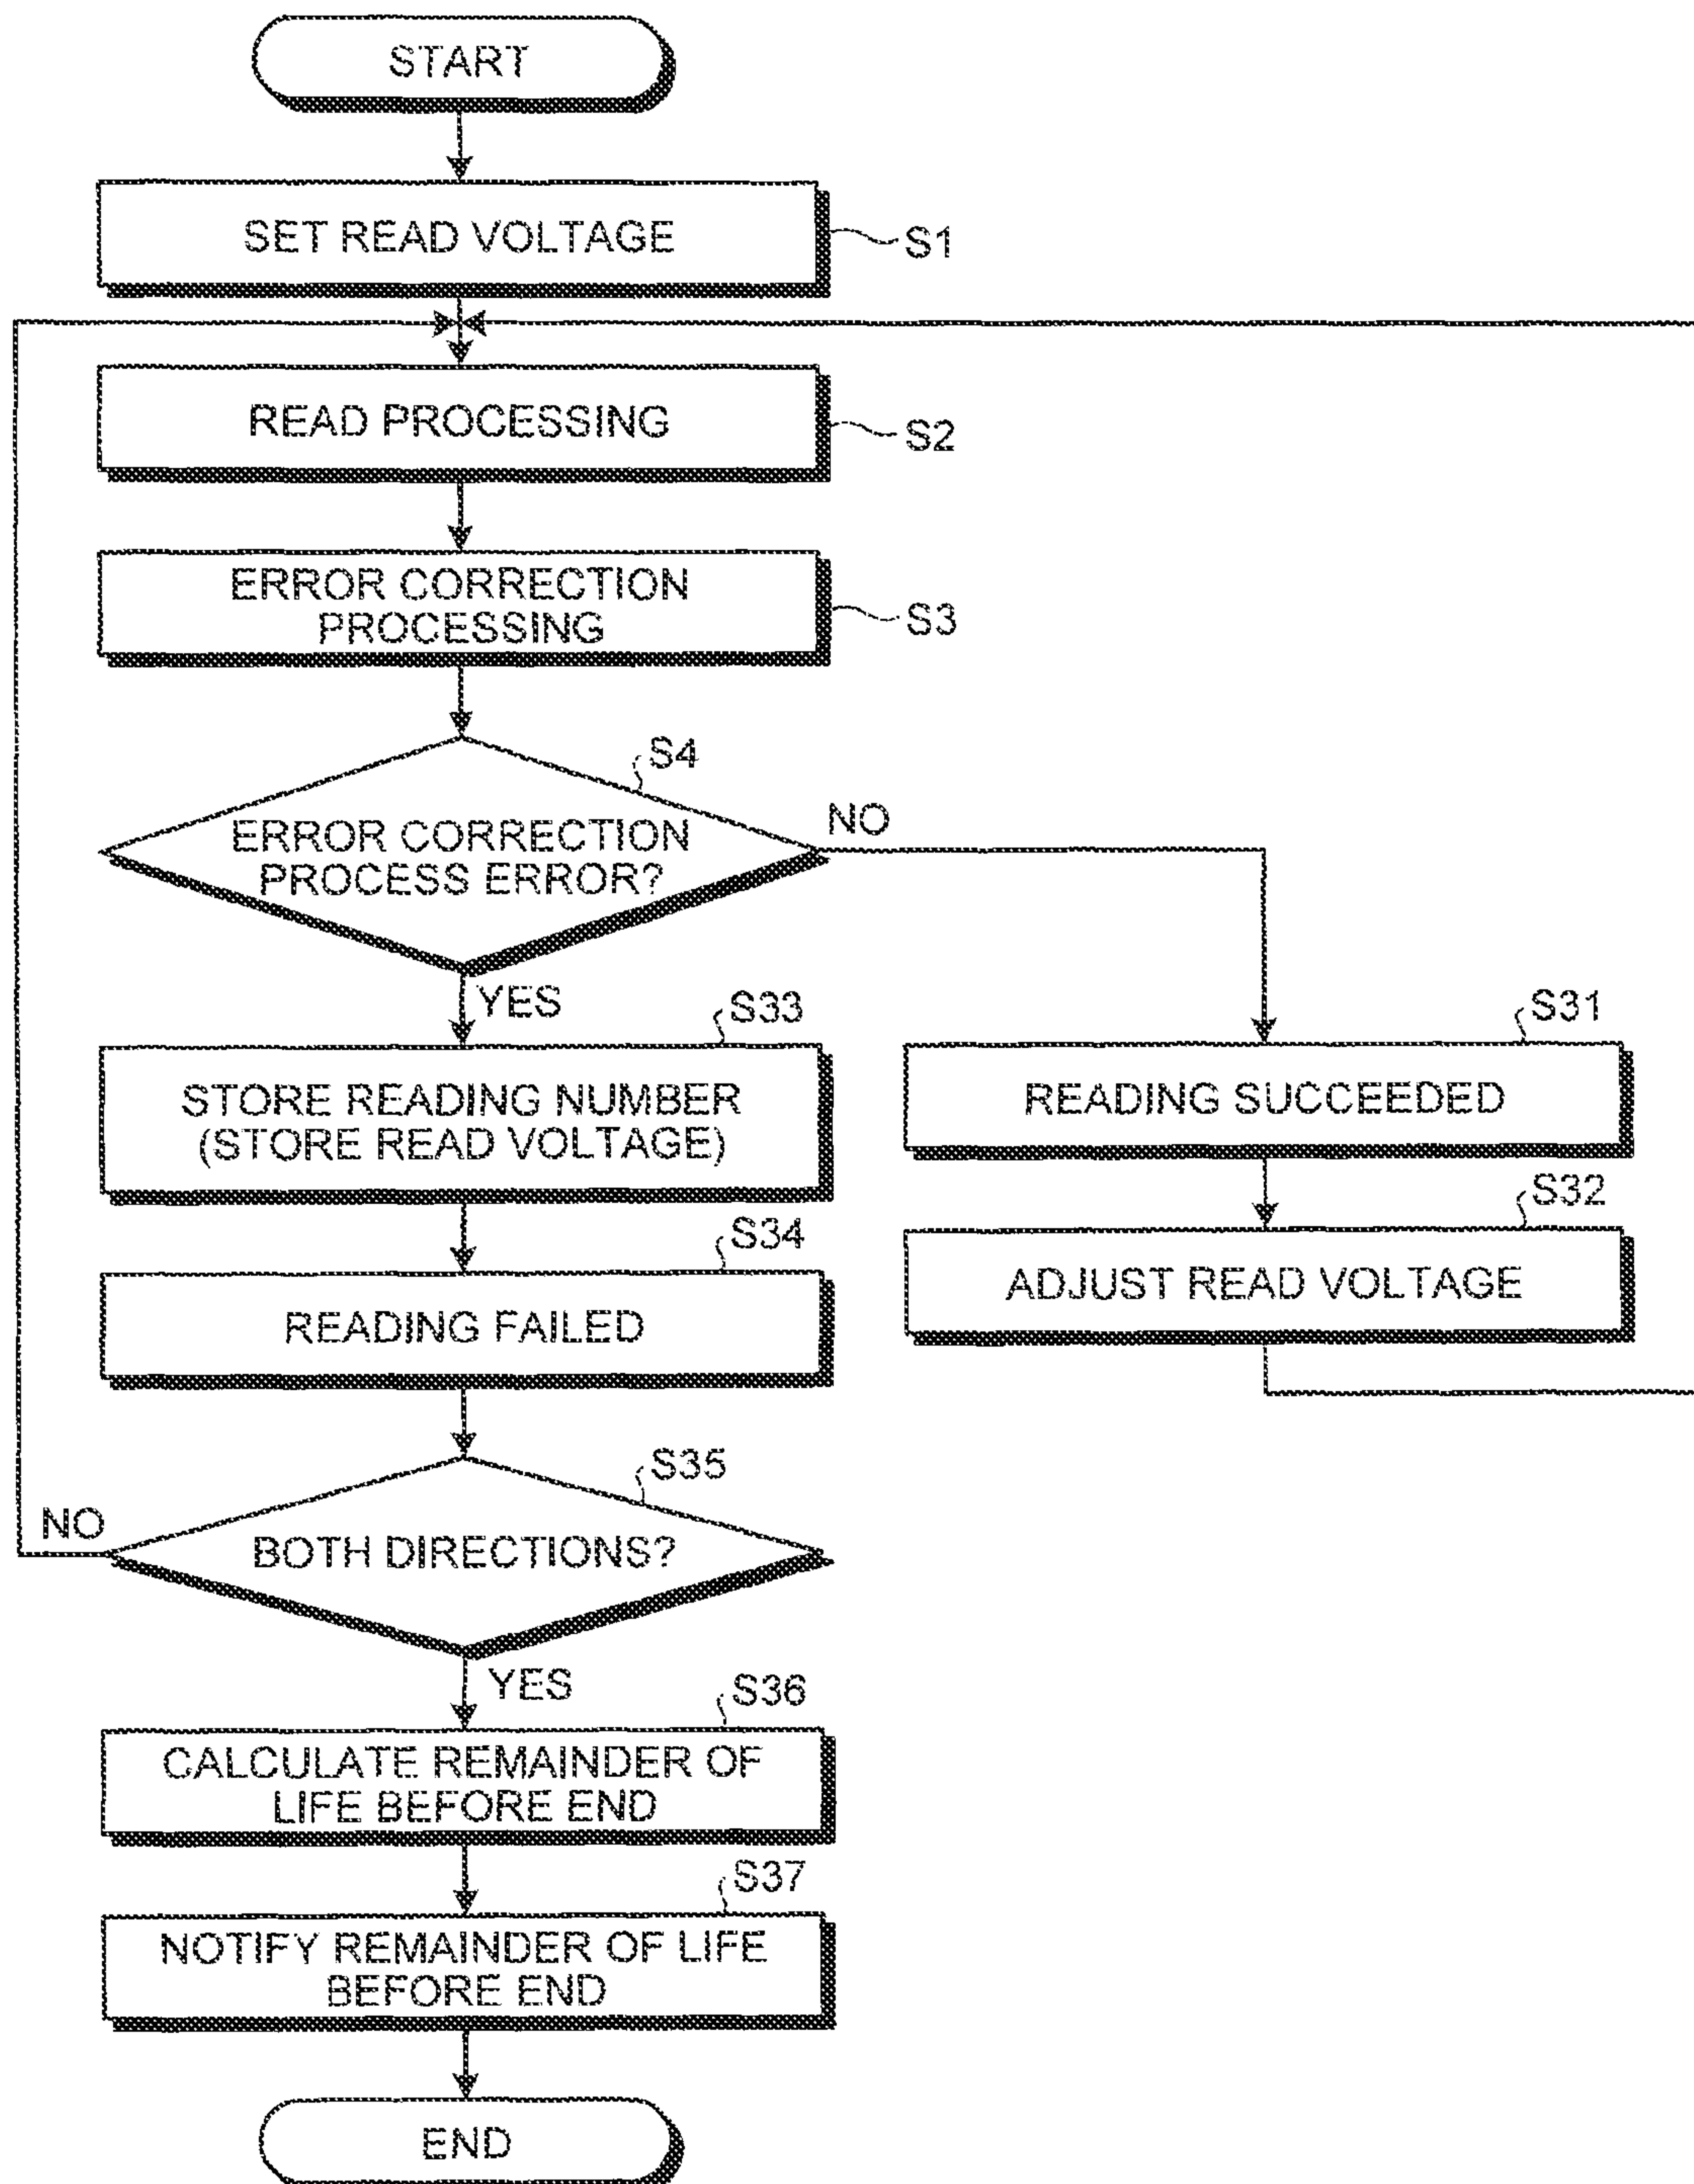 START
SET READ VOLTAGE
S1
READ PROCESSING
S2
ERROR CORRECTION
PROCESSING
S3
S4
ERROR CORRECTION
PROCESS ERROR?
NO
YES
S33
STORE READING NUMBER
(STORE READ VOLTAGE)
S31
READING SUCCEEDED
S34
READING FAILED
S32
ADJUST READ VOLTAGE
S35
BOTH DIRECTIONS?
NO
YES
S36
CALCULATE REMAINDER OF
LIFE BEFORE END
S37
NOTIFY REMAINDER OF LIFE
BEFORE END
END